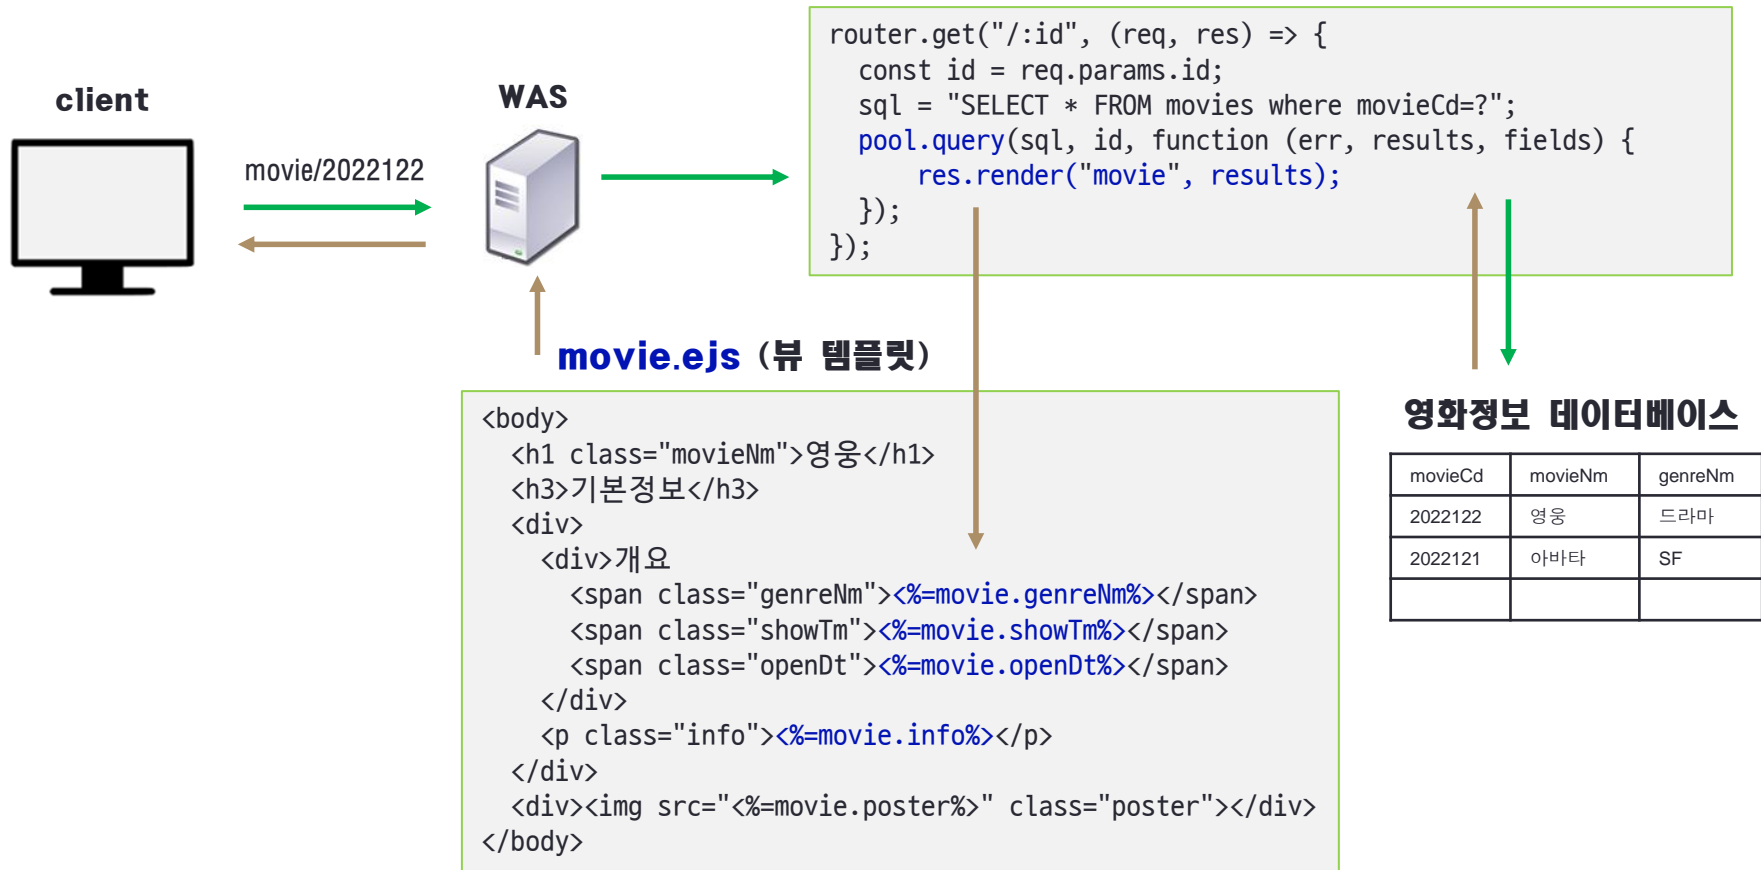 client
WAS
movie/2022122
router.get("/:id", (req, res) => {
  const id = req.params.id;
  sql = "SELECT * FROM movies where movieCd=?";
  pool.query(sql, id, function (err, results, fields) {
      res.render("movie", results);
  });
});
movie.ejs (뷰 템플릿)
<body>
  <h1 class="movieNm">영웅</h1>
  <h3>기본정보</h3>
  <div>
    <div>개요
      <span class="genreNm"><%=movie.genreNm%></span>
      <span class="showTm"><%=movie.showTm%></span>
      <span class="openDt"><%=movie.openDt%></span>
    </div>
    <p class="info"><%=movie.info%></p>
  </div>
  <div><img src="<%=movie.poster%>" class="poster"></div>
</body>
영화정보 데이터베이스
movieCd movieNm genreNm
2022122 영웅 드라마
2022121 아바타 SF